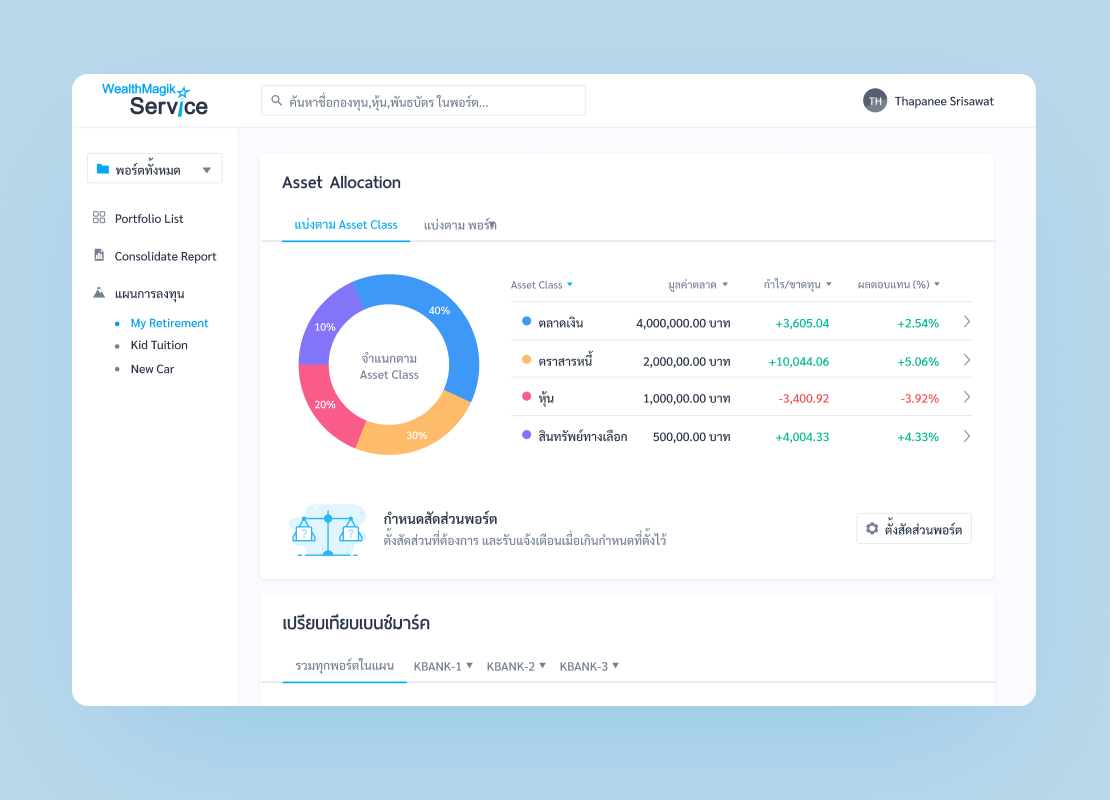 WealthMagik
Service
ค้นหาชื่อกองทุน,หุ้น,พันธบัตร ในพอร์ต...
TH Thapanee Srisawat
พอร์ตทั้งหมด
Portfolio List
Consolidate Report
แผนการลงทุน
My Retirement
Kid Tuition
New Car
Asset Allocation
แบ่งตาม Asset Class แบ่งตาม พอร์ต
40%
10%
20%
30%
จำแนกตาม
Asset Class
Asset Class มูลค่าตลาด กำไร/ขาดทุน ผลตอบแทน (%)
ตลาดเงิน 4,000,000.00 บาท +3,605.04 +2.54%
ตราสารหนี้ 2,000,00.00 บาท +10,044.06 +5.06%
หุ้น 1,000,00.00 บาท -3,400.92 -3.92%
สินทรัพย์ทางเลือก 500,00.00 บาท +4,004.33 +4.33%
? ?
กำหนดสัดส่วนพอร์ต
ตั้งสัดส่วนที่ต้องการ และรับแจ้งเตือนเมื่อเกินกำหนดที่ตั้งไว้
ตั้งสัดส่วนพอร์ต
เปรียบเทียบเบนช์มาร์ค
รวมทุกพอร์ตในแผน KBANK-1 KBANK-2 KBANK-3